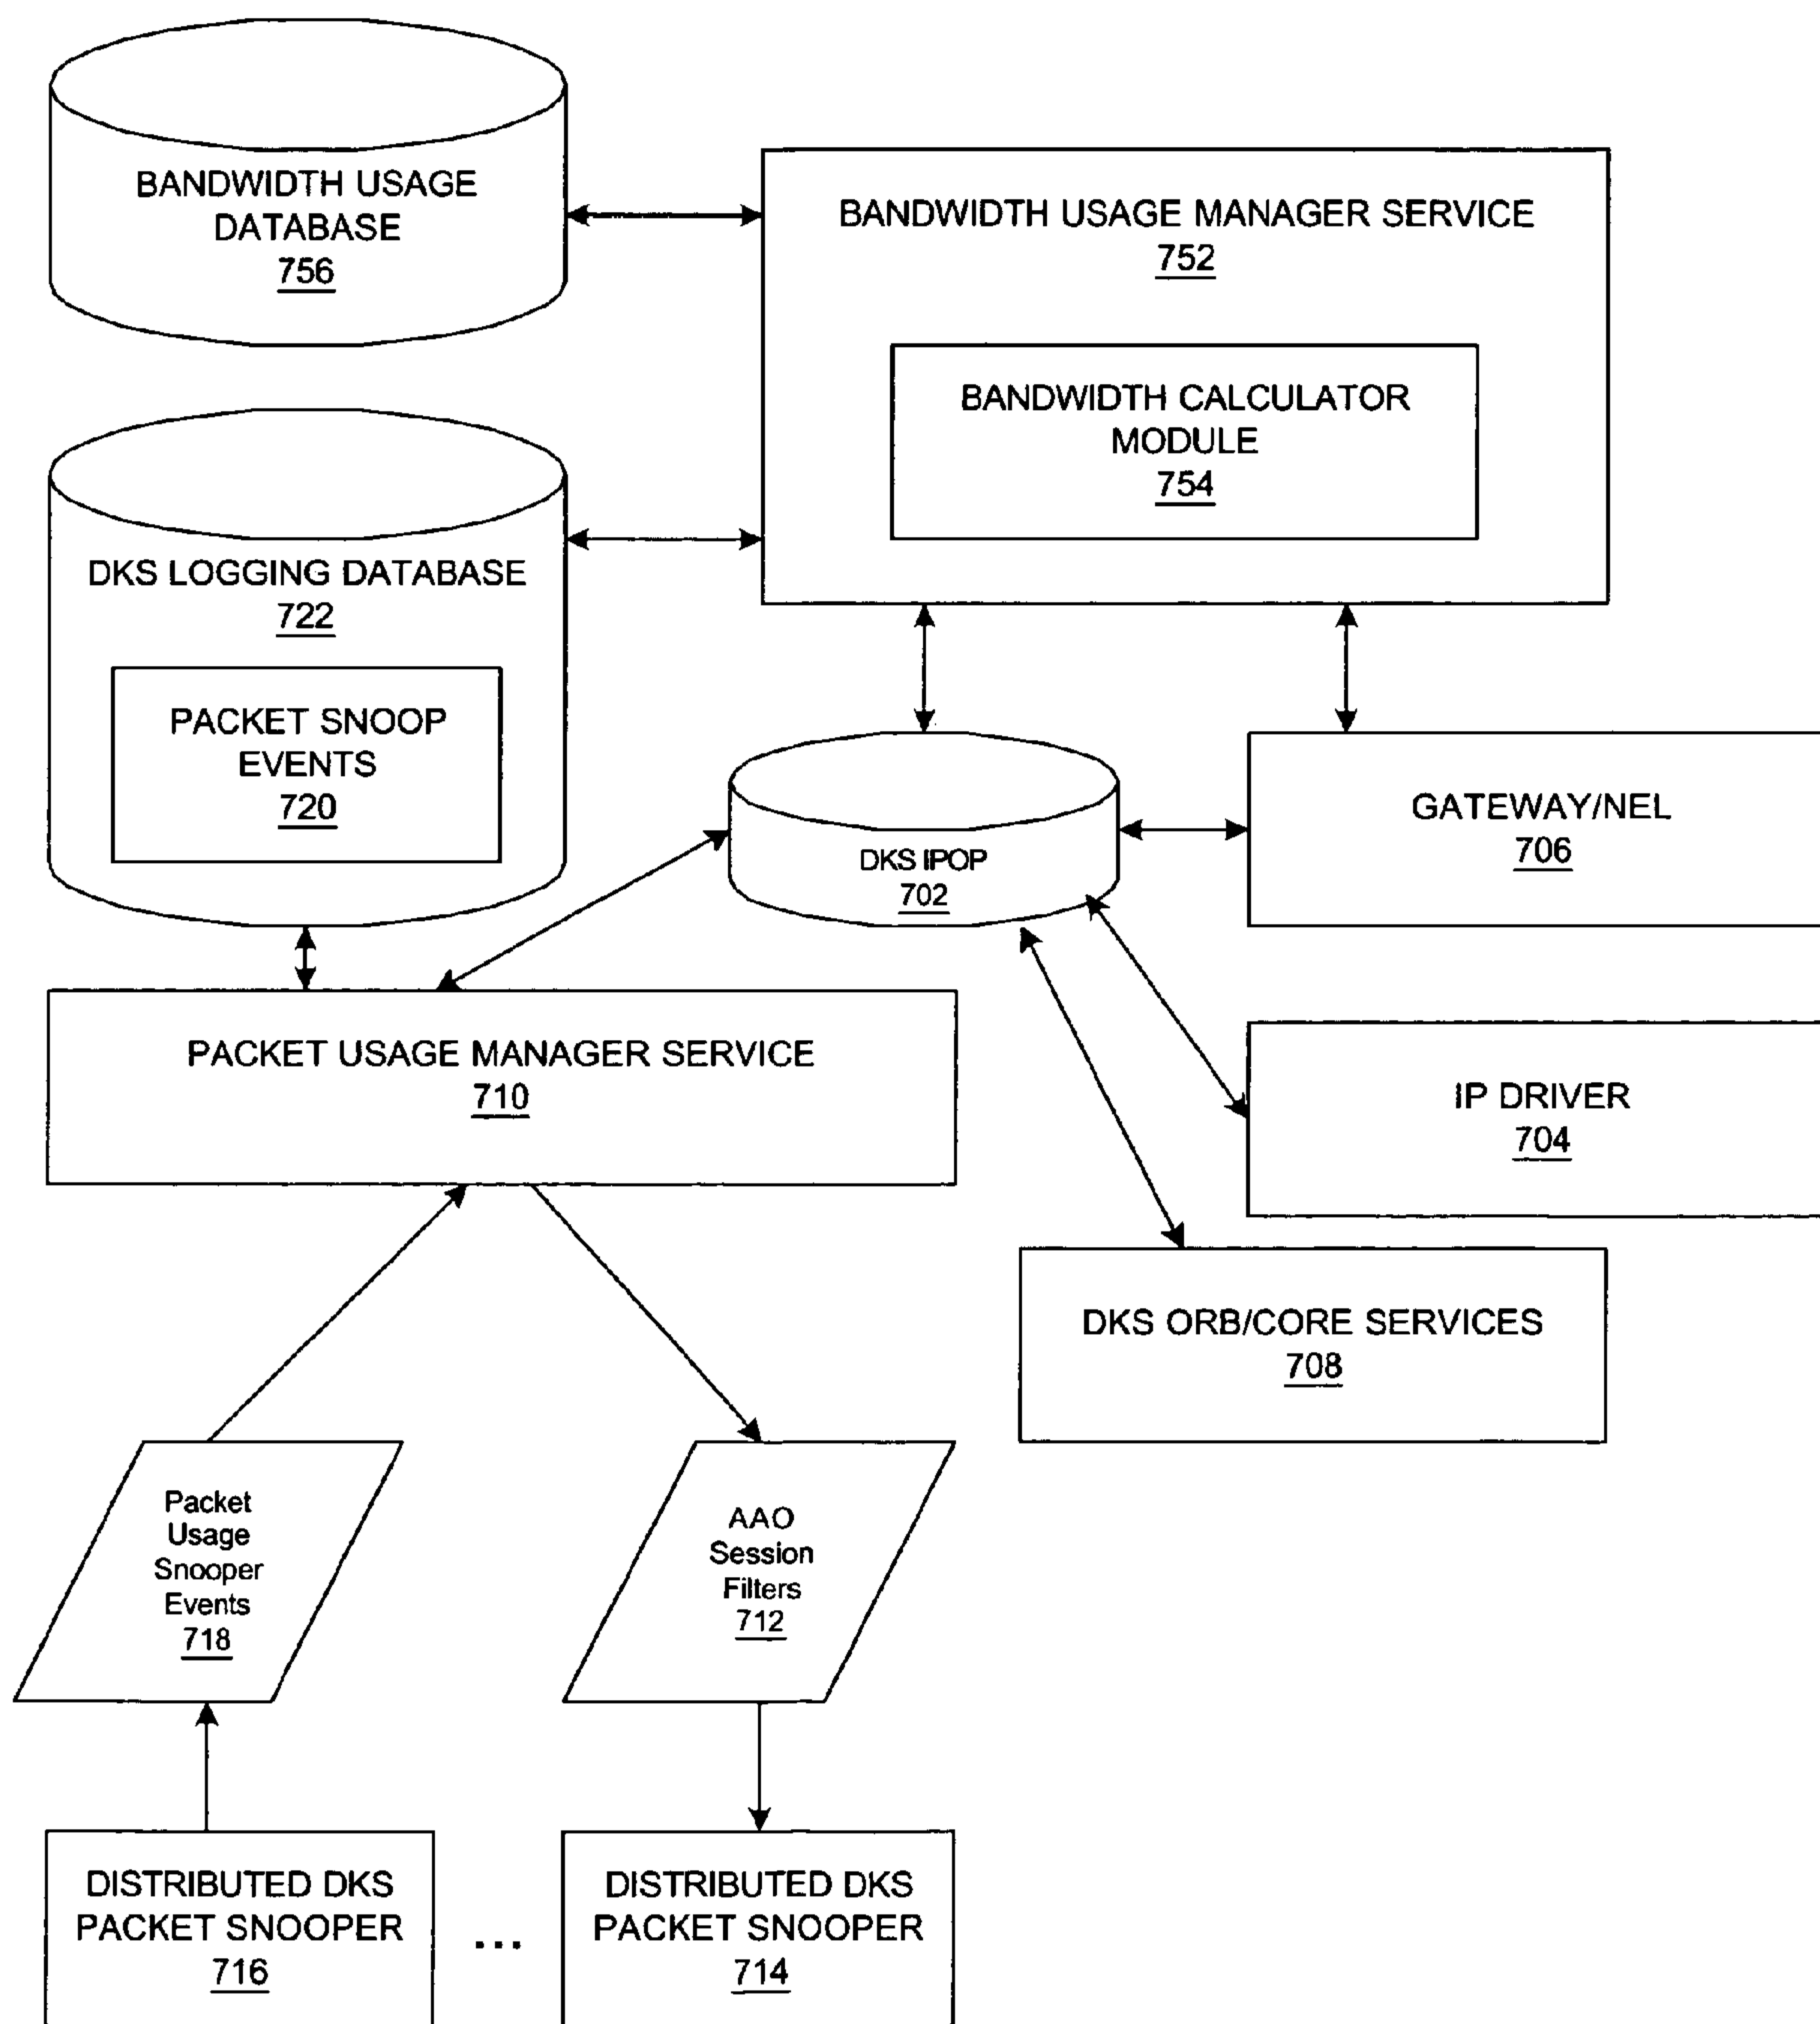 BANDWIDTH USAGE
DATABASE
756
BANDWIDTH USAGE MANAGER SERVICE
752
BANDWIDTH CALCULATOR
MODULE
754
DKS LOGGING DATABASE
722
PACKET SNOOP
EVENTS
720
DKS IPOP
702
GATEWAY/NEL
706
PACKET USAGE MANAGER SERVICE
710
IP DRIVER
704
DKS ORB/CORE SERVICES
708
Packet
Usage
Snooper
Events
718
AAO
Session
Filters
712
DISTRIBUTED DKS
PACKET SNOOPER
716
...
DISTRIBUTED DKS
PACKET SNOOPER
714